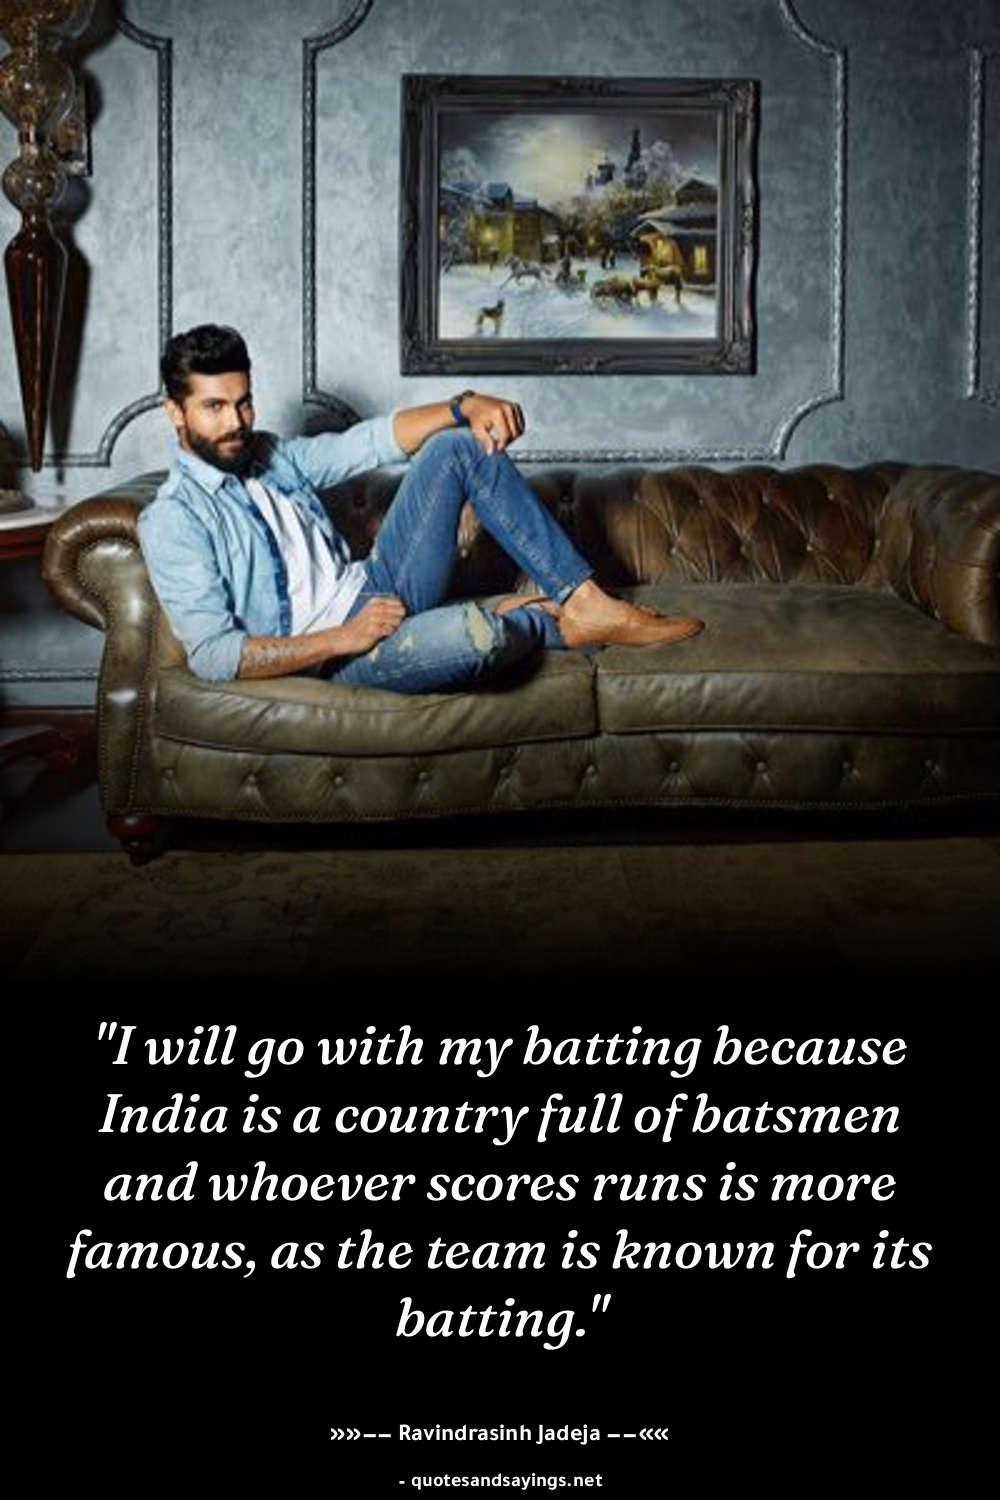 "I will go with my batting because
India is a country full of batsmen
and whoever scores runs is more
famous, as the team is known for its
batting."
»»−− Ravindrasinh Jadeja −−««
- quotesandsayings.net